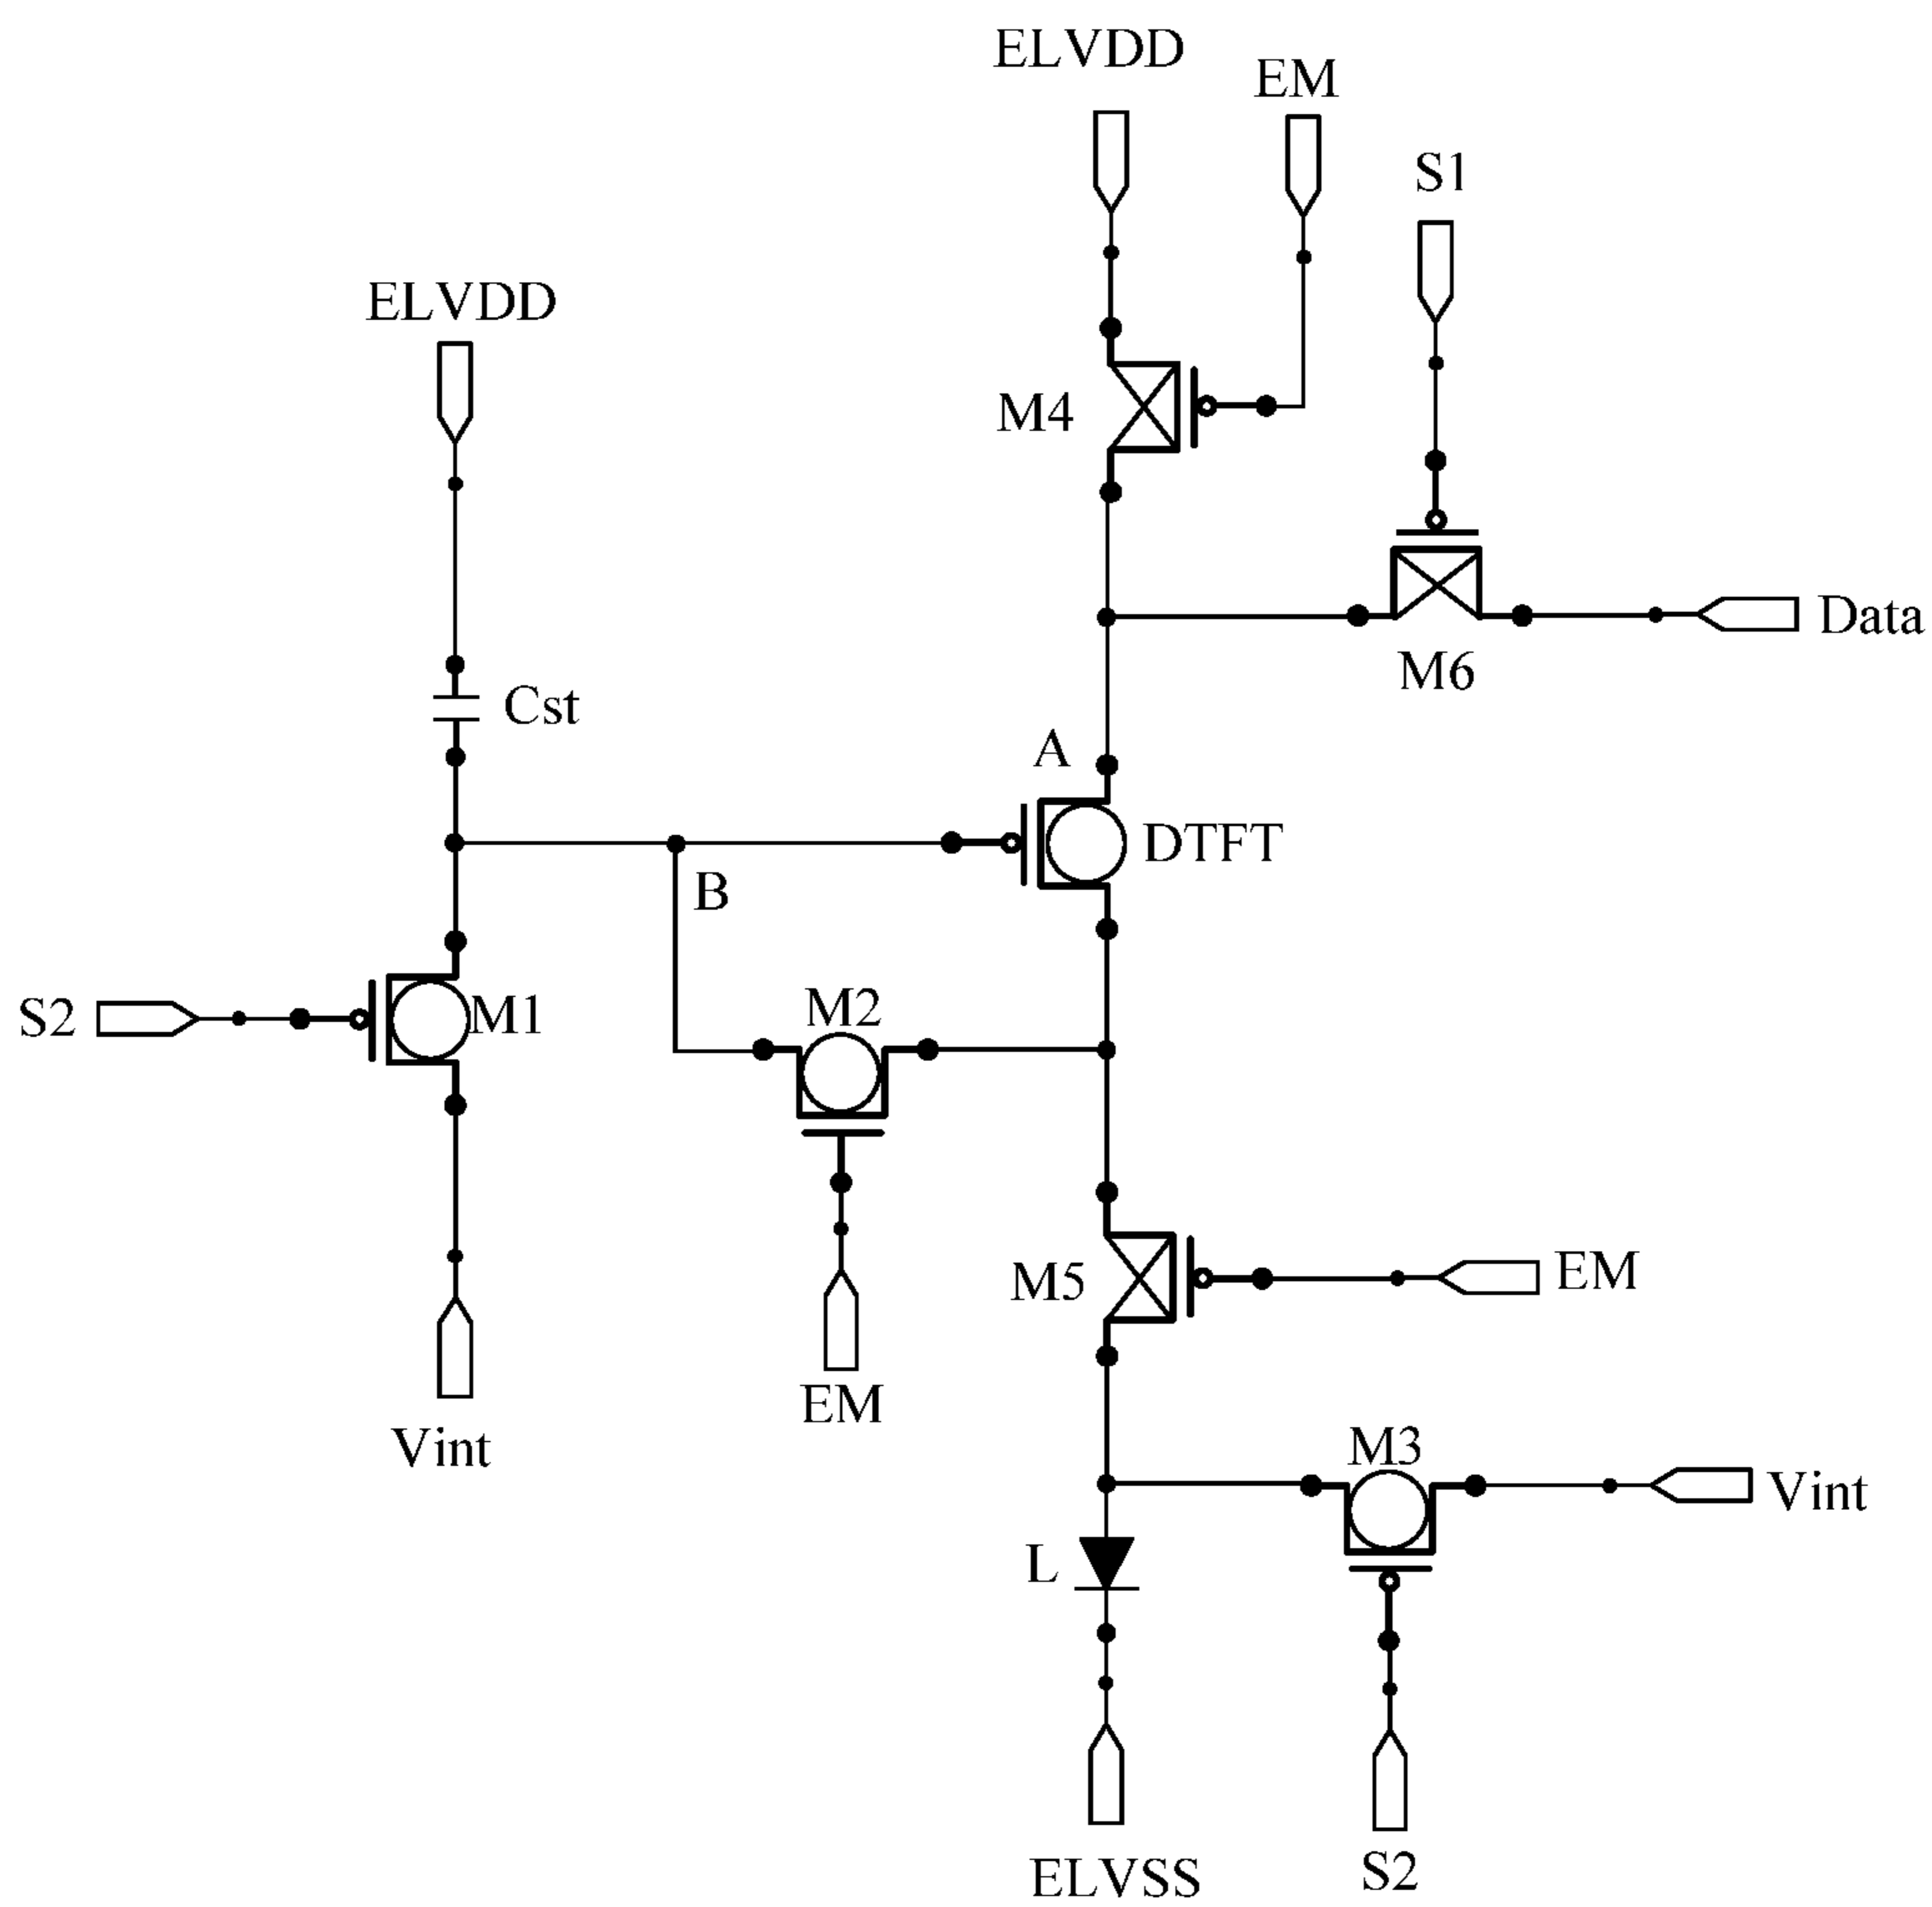 ELVDD
EM
S1
ELVDD
M4
Data
M6
Cst
A
DTFT
B
S2
M1
M2
M5
EM
EM
Vint
M3
Vint
L
ELVSS
S2